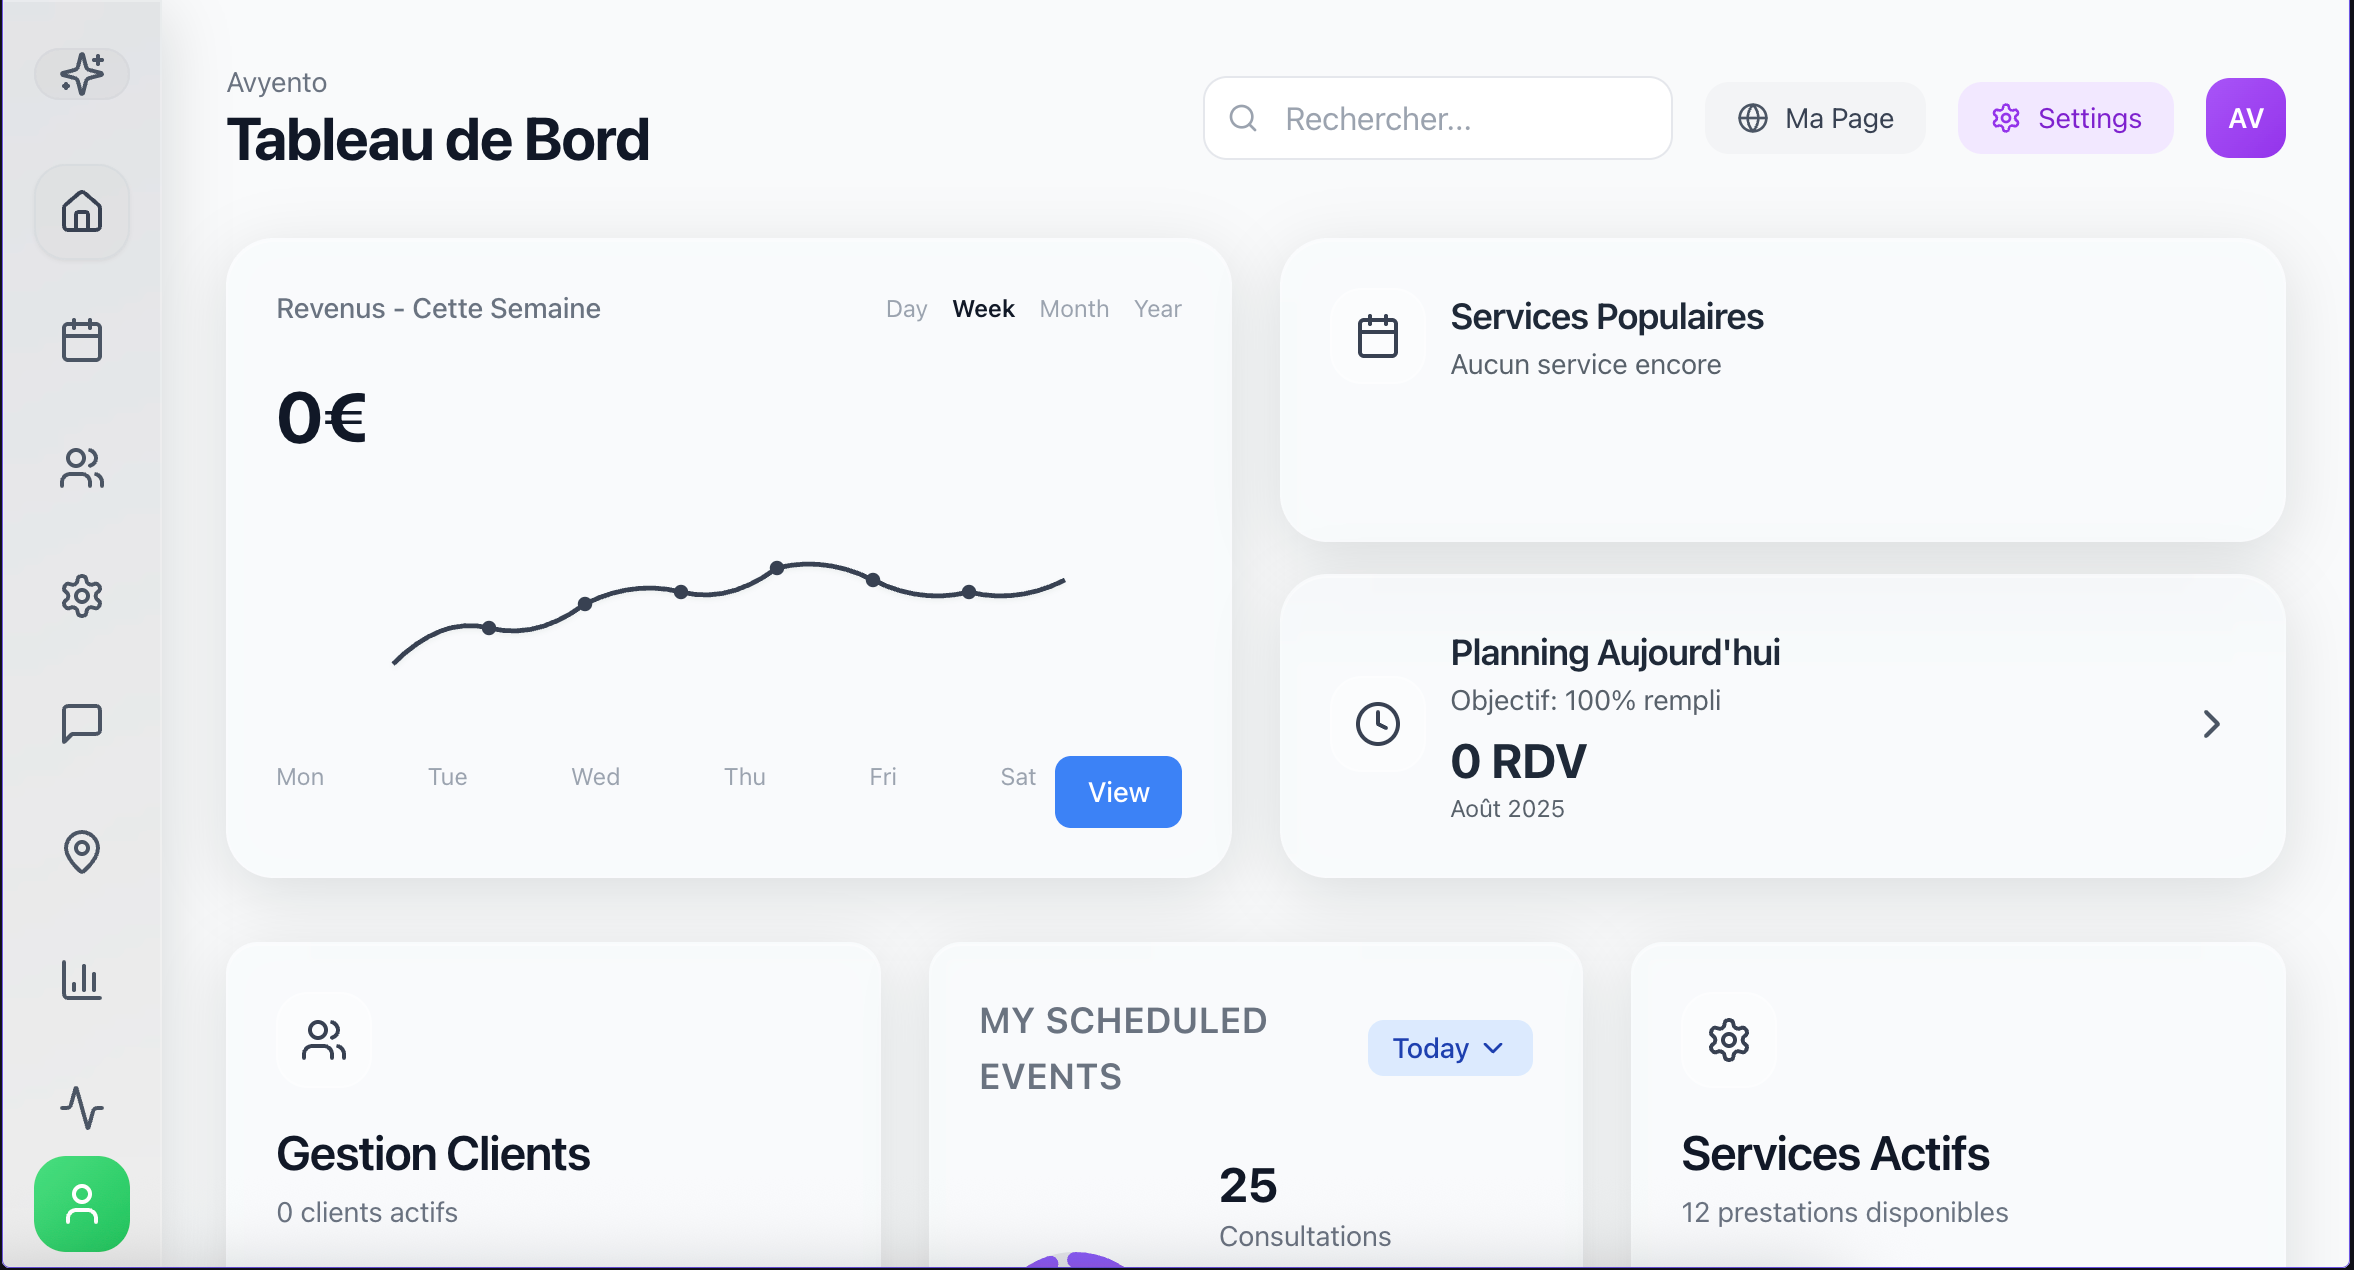 Avyento
Tableau de Bord
Rechercher...
Ma Page
Settings
AV
Revenus - Cette Semaine
Day Week Month Year
0€
Mon Tue Wed Thu Fri Sat
View
Services Populaires
Aucun service encore
Planning Aujourd'hui
Objectif: 100% rempli
0 RDV
Août 2025
Gestion Clients
0 clients actifs
MY SCHEDULED
EVENTS
Today
25
Consultations
Services Actifs
12 prestations disponibles